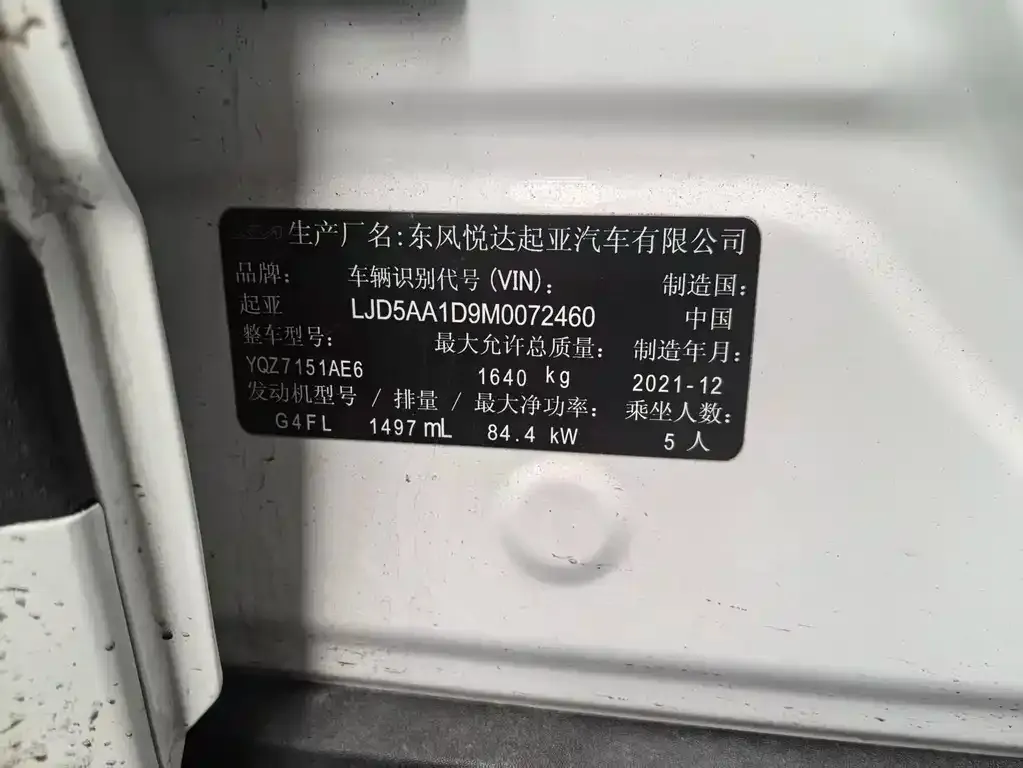 生产厂名:东风悦达起亚汽车有限公司
品牌: 车辆识别代号(VIN): 制造国:
起亚 LJD5AA1D9M0072460 中国
整车型号: 最大允许总质量: 制造年月:
YQZ7151AE6 1640 kg 2021-12
发动机型号 / 排量 / 最大净功率: 乘坐人数:
G4FL 1497 mL 84.4 kW 5 人